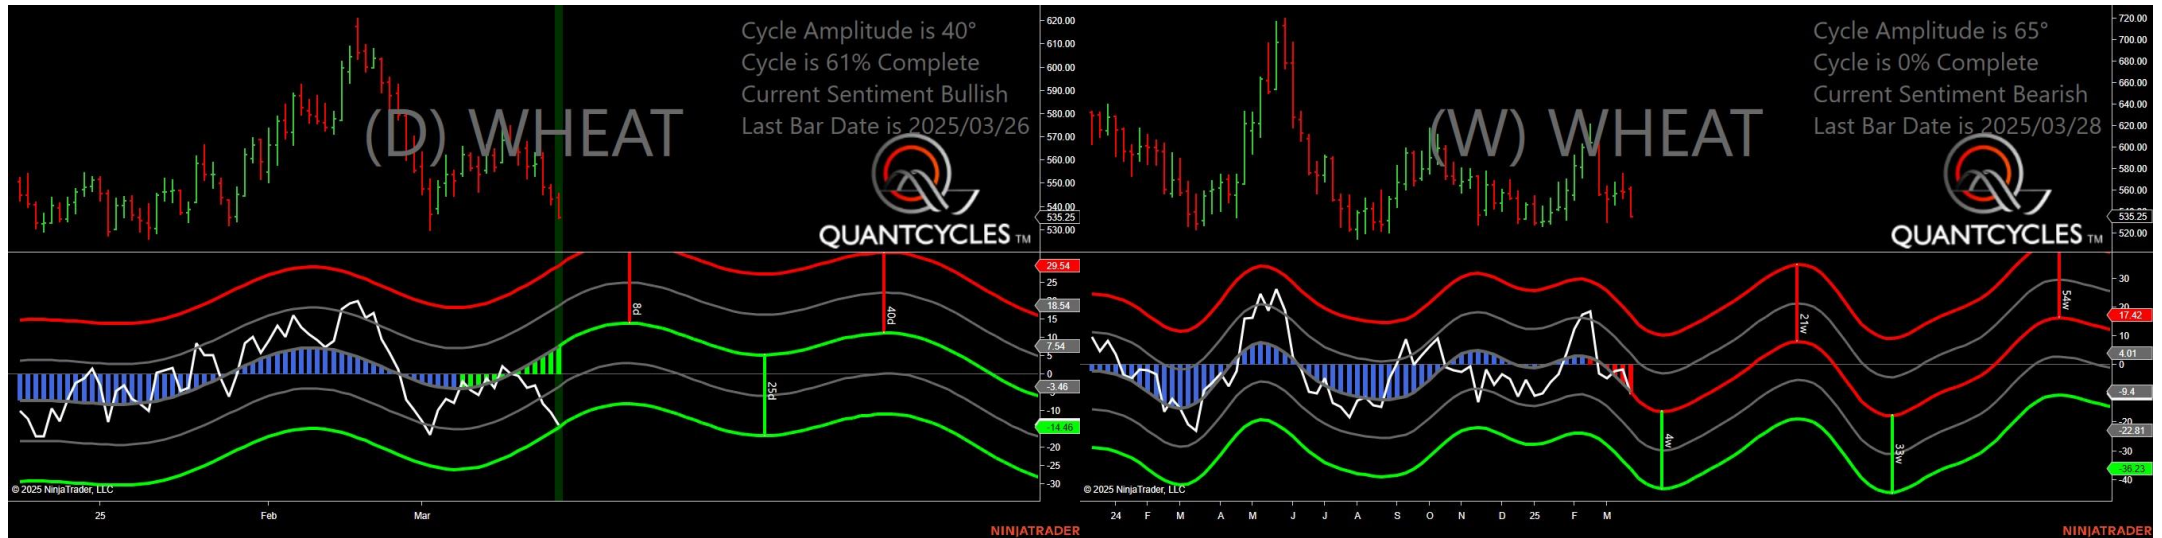 Cycle Amplitude is 40°
Cycle is 61% Complete
Current Sentiment Bullish
Last Bar Date is 2025/03/26
(D) WHEAT
QUANTCYCLES TM
620.00
610.00
600.00
590.00
580.00
570.00
560.00
550.00
540.00
535.25
530.00
29.54
25
18.54
15
10
7.54
5
0
-3.46
-10
-14.46
-20
-25
-30
8d
25d
40d
© 2025 NinjaTrader, LLC
25
Feb
Mar
NINJATRADER
Cycle Amplitude is 65°
Cycle is 0% Complete
Current Sentiment Bearish
Last Bar Date is 2025/03/28
(W) WHEAT
QUANTCYCLES TM
720.00
700.00
680.00
660.00
640.00
620.00
600.00
580.00
560.00
535.25
520.00
30
20
17.42
10
4.01
0
-9.4
-20
-22.81
-30
-36.23
-40
4w
21w
33w
54w
© 2025 NinjaTrader, LLC
24 F M A M J J A S O N D 25 F M
NINJATRADER